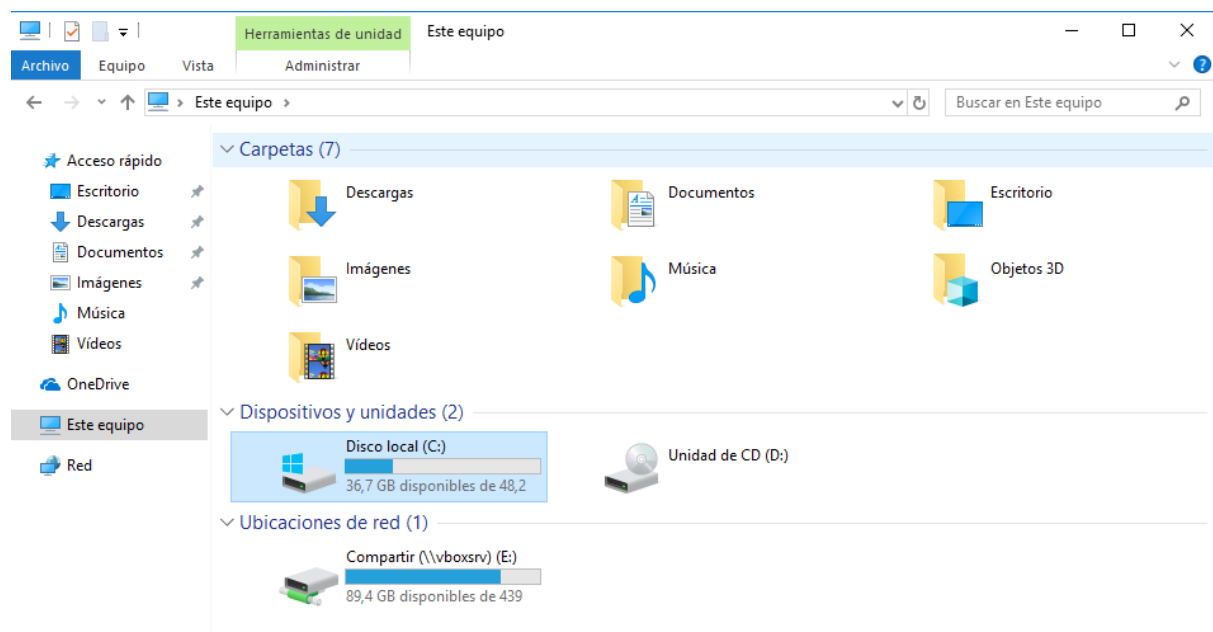 Herramientas de unidad
Este equipo
Archivo
Equipo
Vista
Administrar
Este equipo
Buscar en Este equipo
Acceso rápido
Escritorio
Descargas
Documentos
Imágenes
Música
Vídeos
OneDrive
Este equipo
Red
Carpetas (7)
Descargas
Documentos
Escritorio
Imágenes
Música
Objetos 3D
Vídeos
Dispositivos y unidades (2)
Disco local (C:)
36,7 GB disponibles de 48,2
Unidad de CD (D:)
Ubicaciones de red (1)
Compartir (\\vboxsrv) (E:)
89,4 GB disponibles de 439